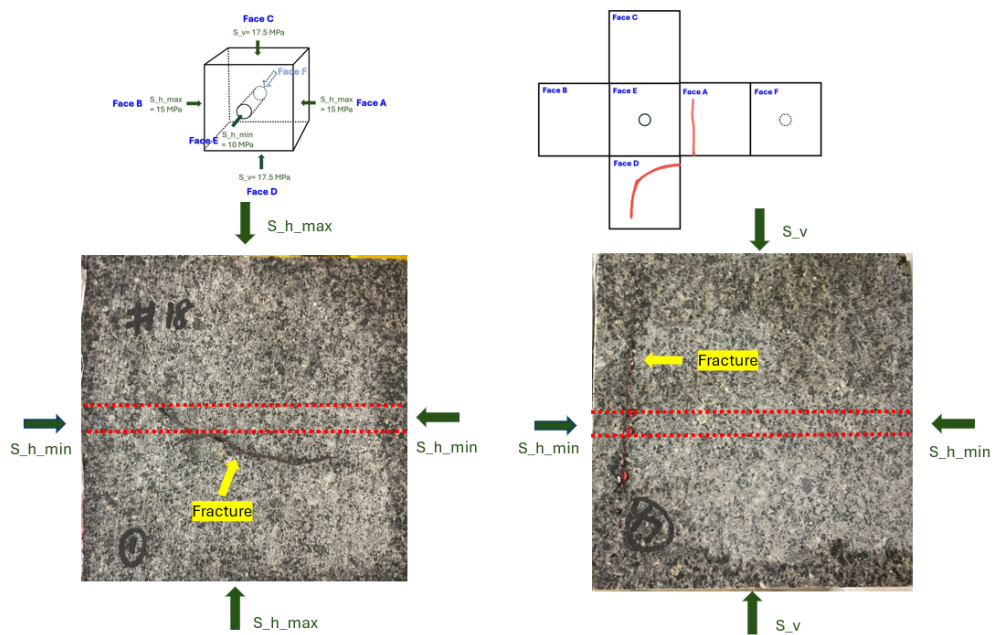 Face C
S_v= 17.5 MPa
Face F
Face B
S_h_max
= 15 MPa
S_h_max
= 15 MPa
Face A
Face E
S_h_min
= 10 MPa
S_v= 17.5 MPa
Face D
Face C
Face B
Face E
Face A
Face F
Face D
S_h_max
S_v
#18
Fracture
Fracture
S_h_min
S_h_min
S_h_min
S_h_min
Fracture
S_h_max
S_v